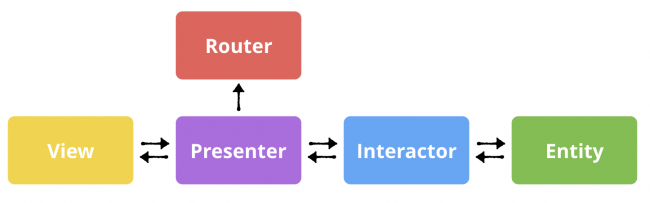 Router
View
Presenter
Interactor
Entity